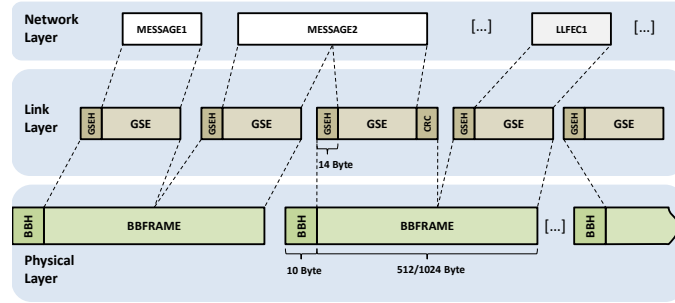 Network
Layer
MESSAGE1
MESSAGE2
[...]
LLFEC1
[...]
Link
Layer
GSEH
GSE
GSEH
GSE
GSEH
GSE
CRC
GSEH
GSE
GSEH
GSE
14 Byte
BBH
BBFRAME
BBH
BBFRAME
[...]
BBH
Physical
Layer
10 Byte
512/1024 Byte